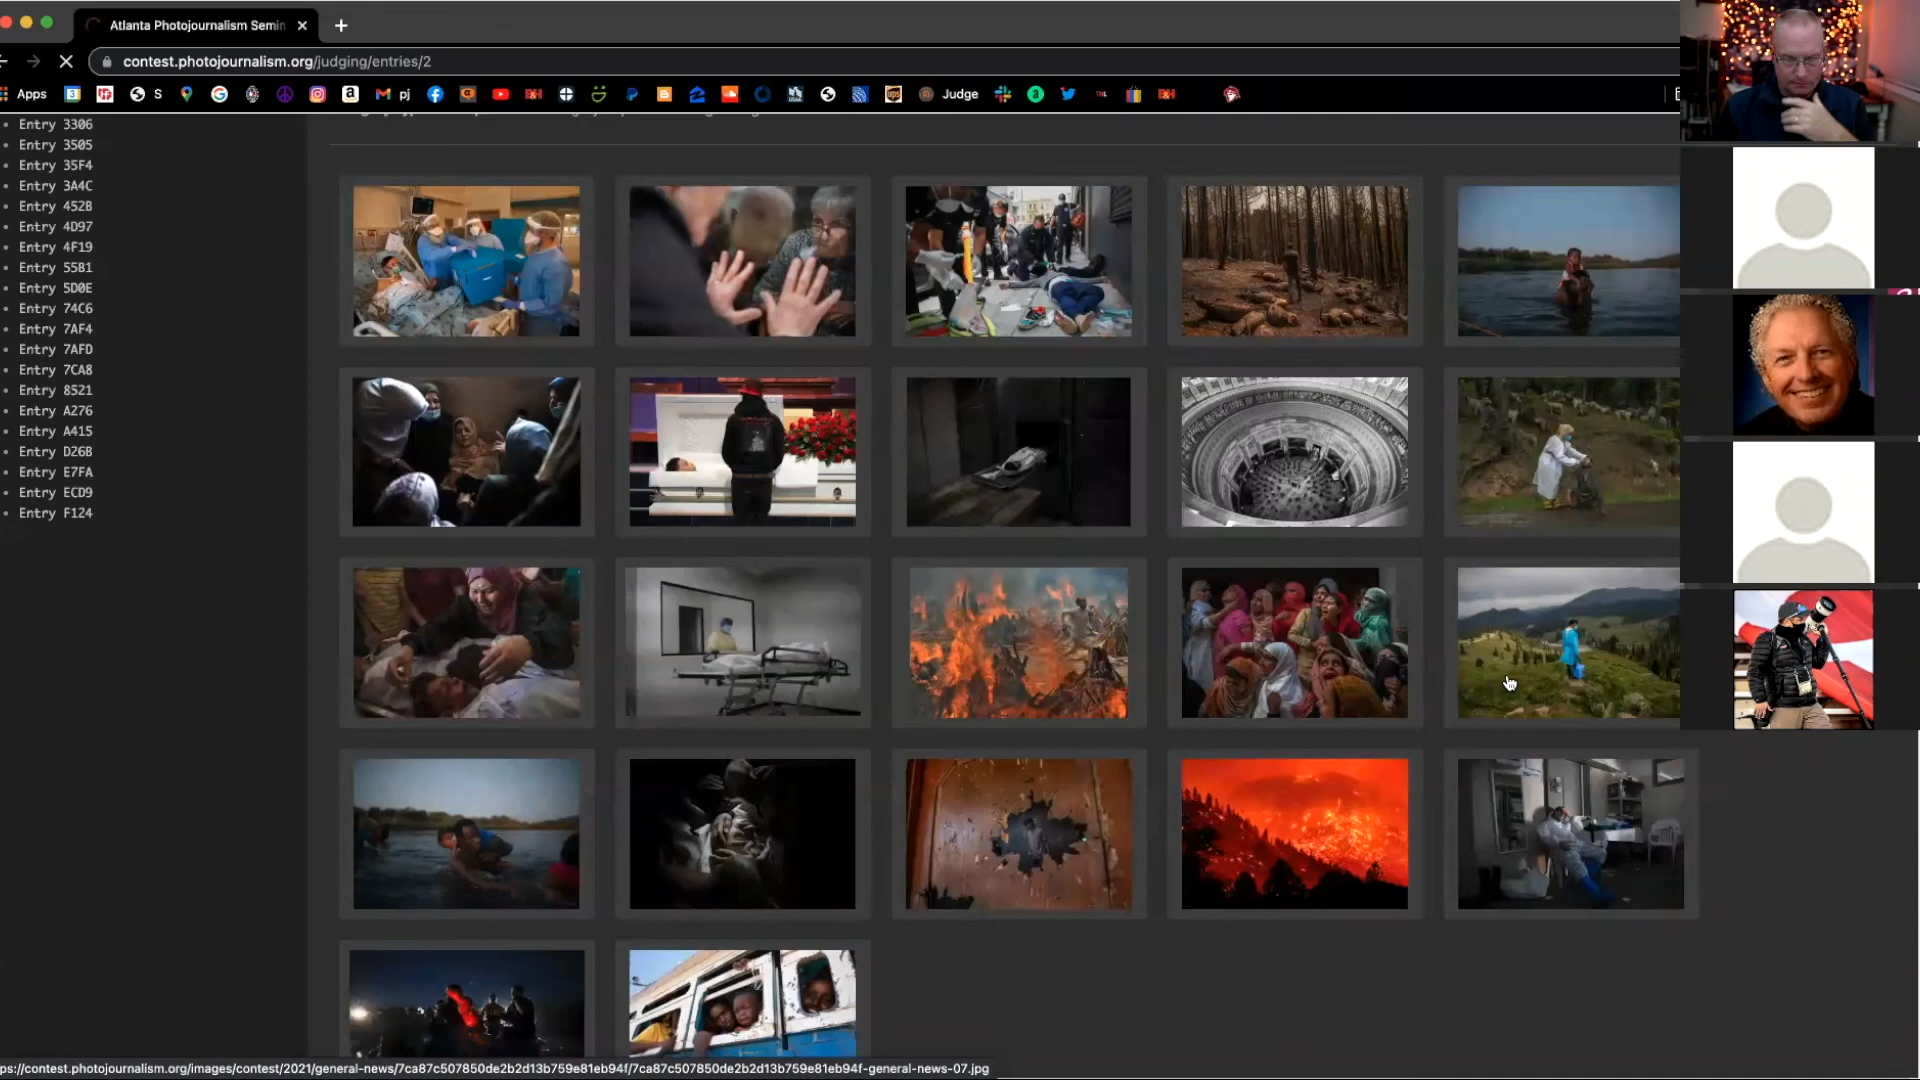 Atlanta Photojournalism Semin
contest.photojournalism.org/judging/entries/2
Apps
S
pj
Judge
Entry 3306
Entry 3505
Entry 35F4
Entry 3A4C
Entry 452B
Entry 4D97
Entry 4F19
Entry 55B1
Entry 5D0E
Entry 74C6
Entry 7AF4
Entry 7AFD
Entry 7CA8
Entry 8521
Entry A276
Entry A415
Entry D26B
Entry E7FA
Entry ECD9
Entry F124
ps://contest.photojournalism.org/images/contest/2021/general-news/7ca87c507850de2b2d13b759e81eb94f/7ca87c507850de2b2d13b759e81eb94f-general-news-07.jpg